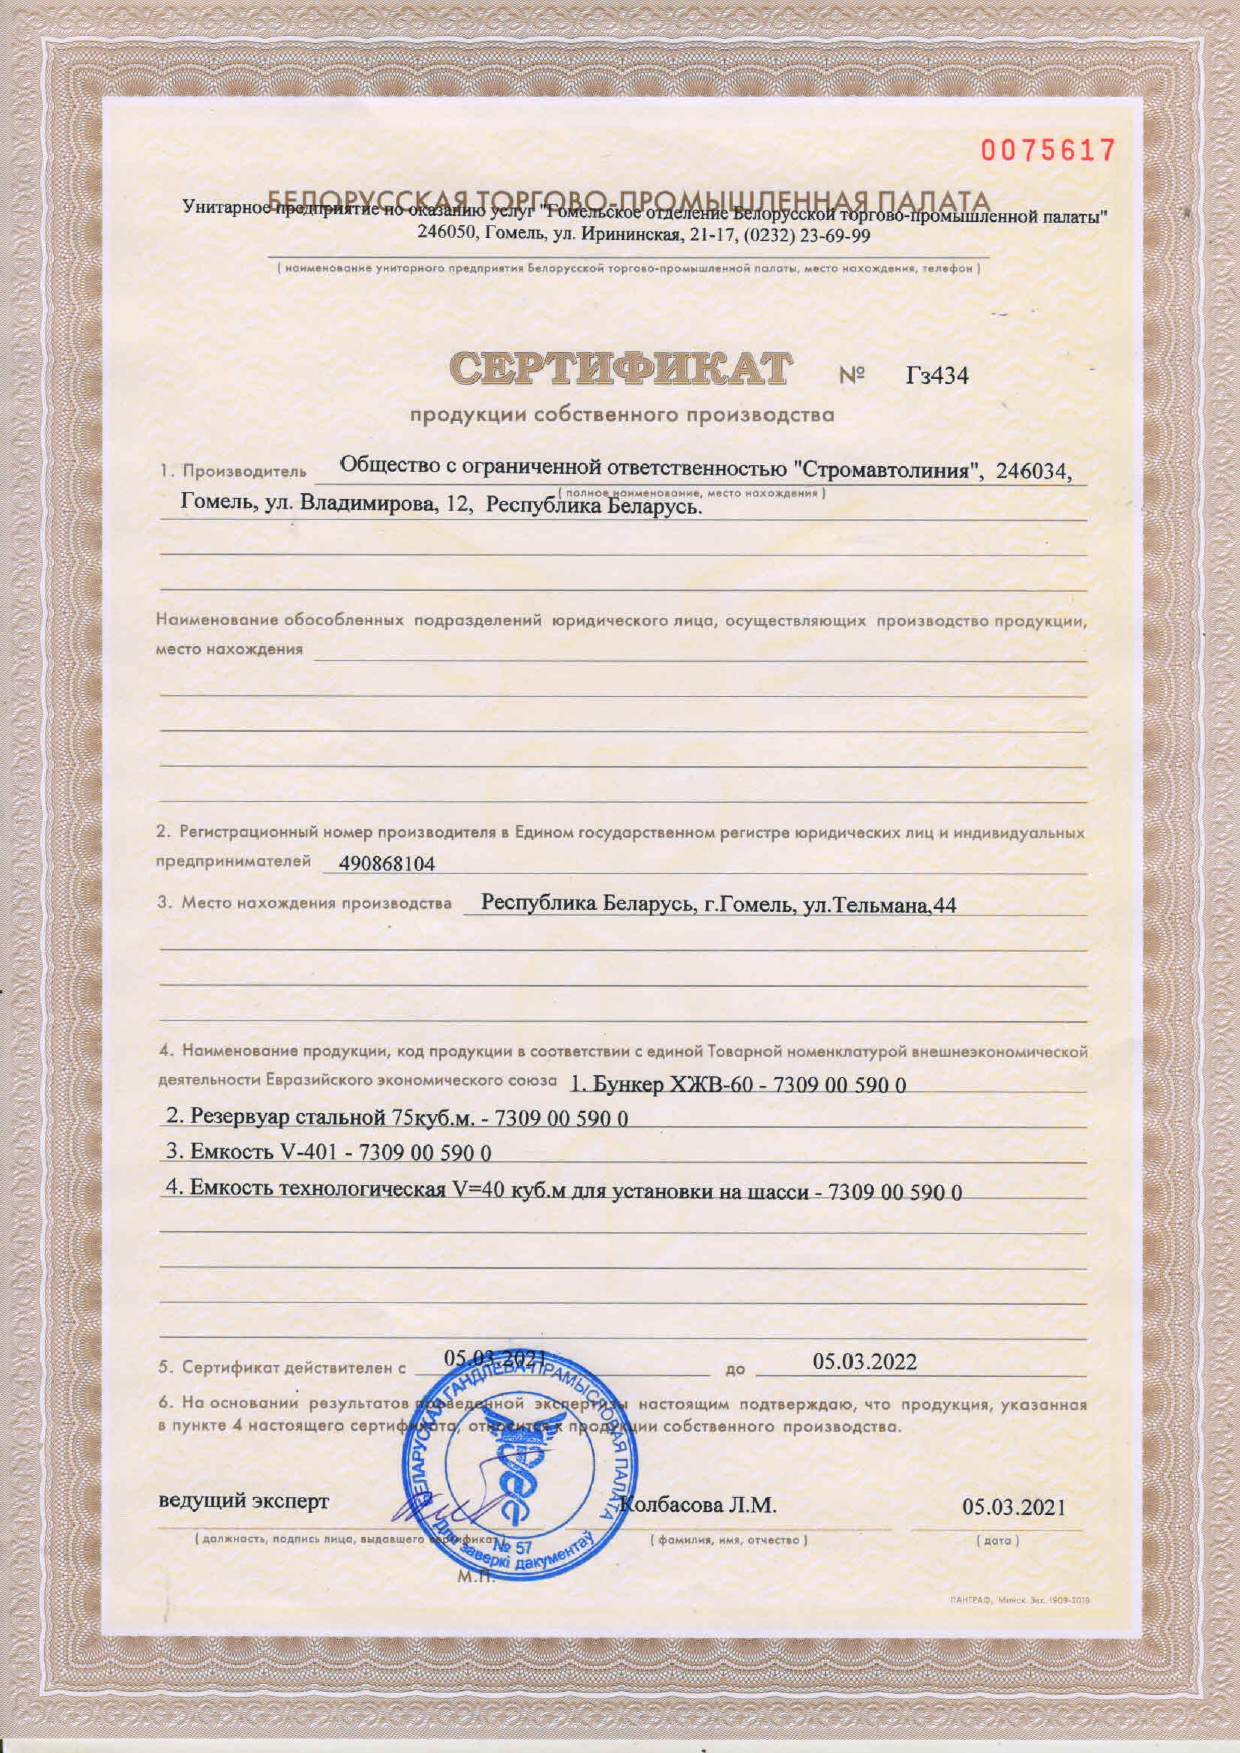 0075617
БЕЛОРУССКАЯ ТОРГОВО-ПРОМЫШЛЕННАЯ ПАЛАТА
Унитарное предприятие по оказанию услуг "Гомельское отделение Белорусской торгово-промышленной палаты"
246050, Гомель, ул. Ирининская, 21-17, (0232) 23-69-99
( наименование унитарного предприятия Белорусской торгово-промышленной палаты, место нахождения, телефон )
СЕРТИФИКАТ № Гз434
продукции собственного производства
1. Производитель Общество с ограниченной ответственностью "Стромавтолиния", 246034,
( полное наименование, место нахождения )
Гомель, ул. Владимирова, 12, Республика Беларусь.
Наименование обособленных подразделений юридического лица, осуществляющих производство продукции,
место нахождения
2. Регистрационный номер производителя в Едином государственном регистре юридических лиц и индивидуальных
предпринимателей 490868104
3. Место нахождения производства Республика Беларусь, г.Гомель, ул.Тельмана,44
4. Наименование продукции, код продукции в соответствии с единой Товарной номенклатурой внешнеэкономической
деятельности Евразийского экономического союза 1. Бункер ХЖВ-60 - 7309 00 590 0
2. Резервуар стальной 75куб.м. - 7309 00 590 0
3. Емкость V-401 - 7309 00 590 0
4. Емкость технологическая V=40 куб.м для установки на шасси - 7309 00 590 0
5. Сертификат действителен с 05.03.2021 до 05.03.2022
6. На основании результатов проведенной экспертизы настоящим подтверждаю, что продукция, указанная
в пункте 4 настоящего сертификата, относится к продукции собственного производства.
БЕЛАРУСКАЯ ГАНДЛЁВА-ПРАМЫСЛОВАЯ ПАЛАТА
ведущий эксперт Колбасова Л.М. 05.03.2021
( должность, подпись лица, выдавшего сертификат ) ( фамилия, имя, отчество ) ( дата )
№ 57
Для заверкі дакументаў
М.П.
ПАНГРАФ, Минск. Зак. 1909-2019